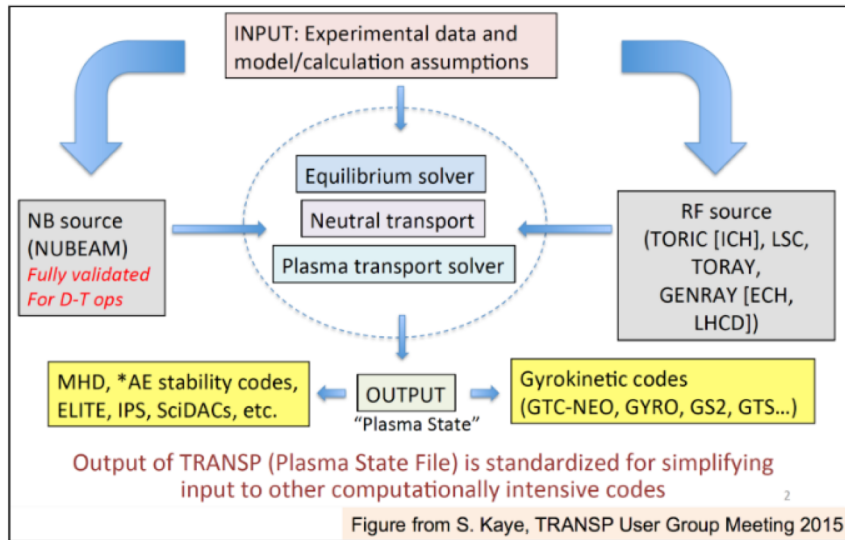 INPUT: Experimental data and
model/calculation assumptions
Equilibrium solver
Neutral transport
Plasma transport solver
NB source
(NUBEAM)
Fully validated
For D-T ops
RF source
(TORIC [ICH], LSC,
TORAY,
GENRAY [ECH,
LHCD])
MHD, *AE stability codes,
ELITE, IPS, SciDACs, etc.
OUTPUT
“Plasma State”
Gyrokinetic codes
(GTC-NEO, GYRO, GS2, GTS...)
Output of TRANSP (Plasma State File) is standardized for simplifying
input to other computationally intensive codes
2
Figure from S. Kaye, TRANSP User Group Meeting 2015